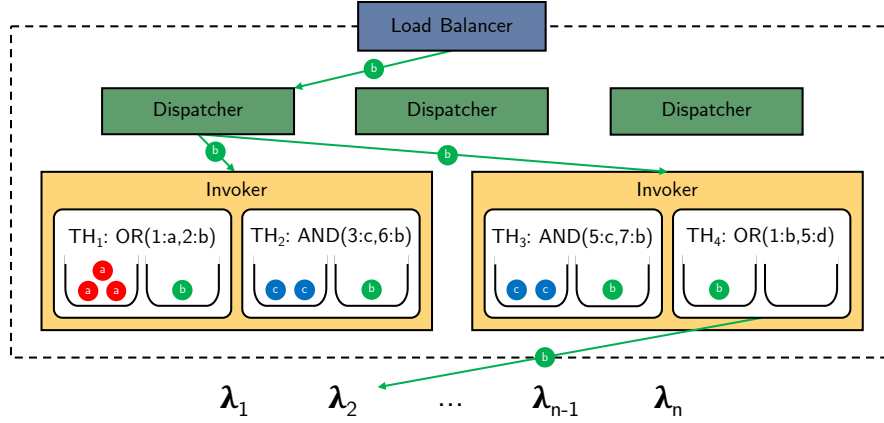 Load Balancer
b
Dispatcher Dispatcher Dispatcher
b b
Invoker Invoker
TH₁: OR(1:a,2:b) TH₂: AND(3:c,6:b) TH₃: AND(5:c,7:b) TH₄: OR(1:b,5:d)
a
a a b c c b c c b b
b
λ₁ λ₂ ... λₙ₋₁ λₙ